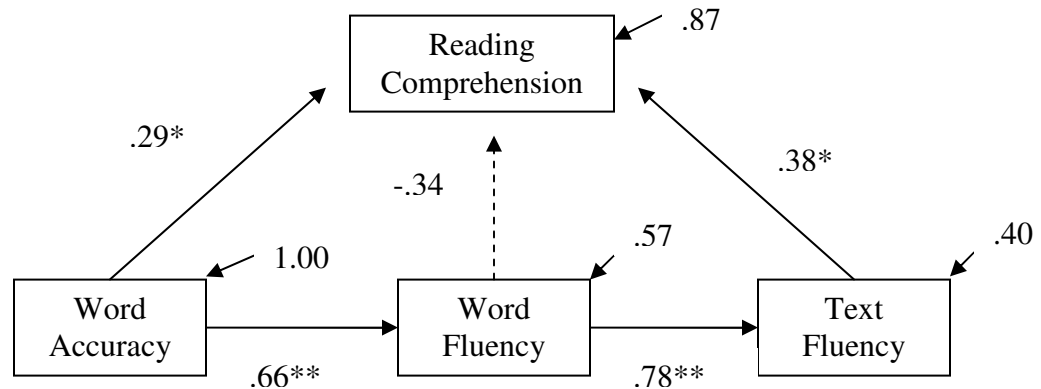 .87
Reading
Comprehension
.29*
-.34
.38*
1.00
.57
.40
Word
Accuracy
Word
Fluency
Text
Fluency
.66**
.78**